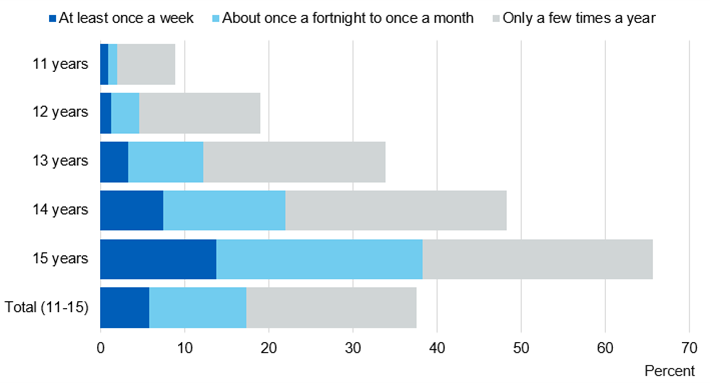 At least once a week About once a fortnight to once a month Only a few times a year
11 years
12 years
13 years
14 years
15 years
Total (11-15)
0 10 20 30 40 50 60 70
Percent